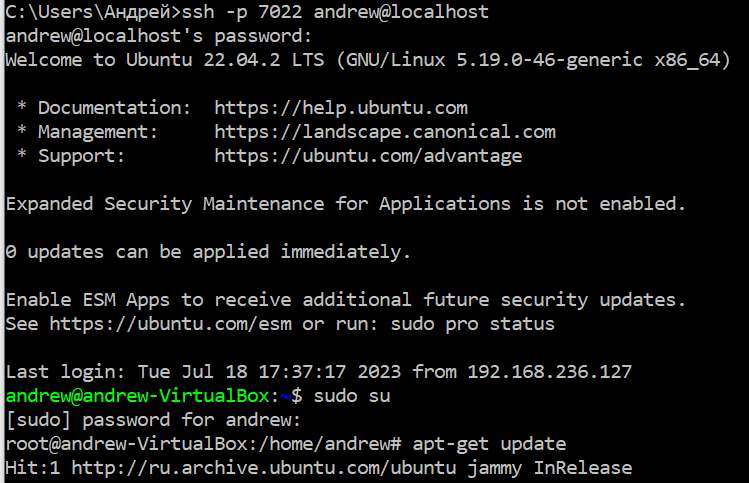 C:\Users\Андрей>ssh -p 7022 andrew@localhost
andrew@localhost's password:
Welcome to Ubuntu 22.04.2 LTS (GNU/Linux 5.19.0-46-generic x86_64)
* Documentation:  https://help.ubuntu.com
* Management:     https://landscape.canonical.com
* Support:        https://ubuntu.com/advantage
Expanded Security Maintenance for Applications is not enabled.
0 updates can be applied immediately.
Enable ESM Apps to receive additional future security updates.
See https://ubuntu.com/esm or run: sudo pro status
Last login: Tue Jul 18 17:37:17 2023 from 192.168.236.127
andrew@andrew-VirtualBox:~$ sudo su
[sudo] password for andrew:
root@andrew-VirtualBox:/home/andrew# apt-get update
Hit:1 http://ru.archive.ubuntu.com/ubuntu jammy InRelease